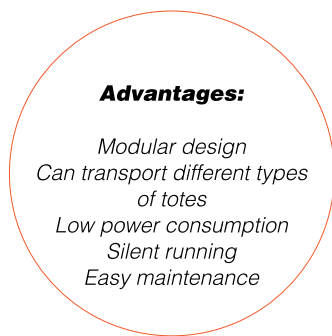 Advantages:
Modular design
Can transport different types
of totes
Low power consumption
Silent running
Easy maintenance